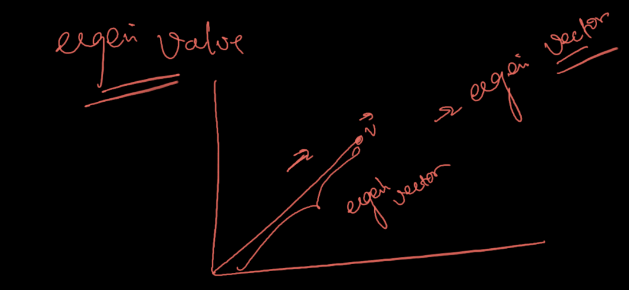 eigen value
→ eigen vector
v
eigen
vector